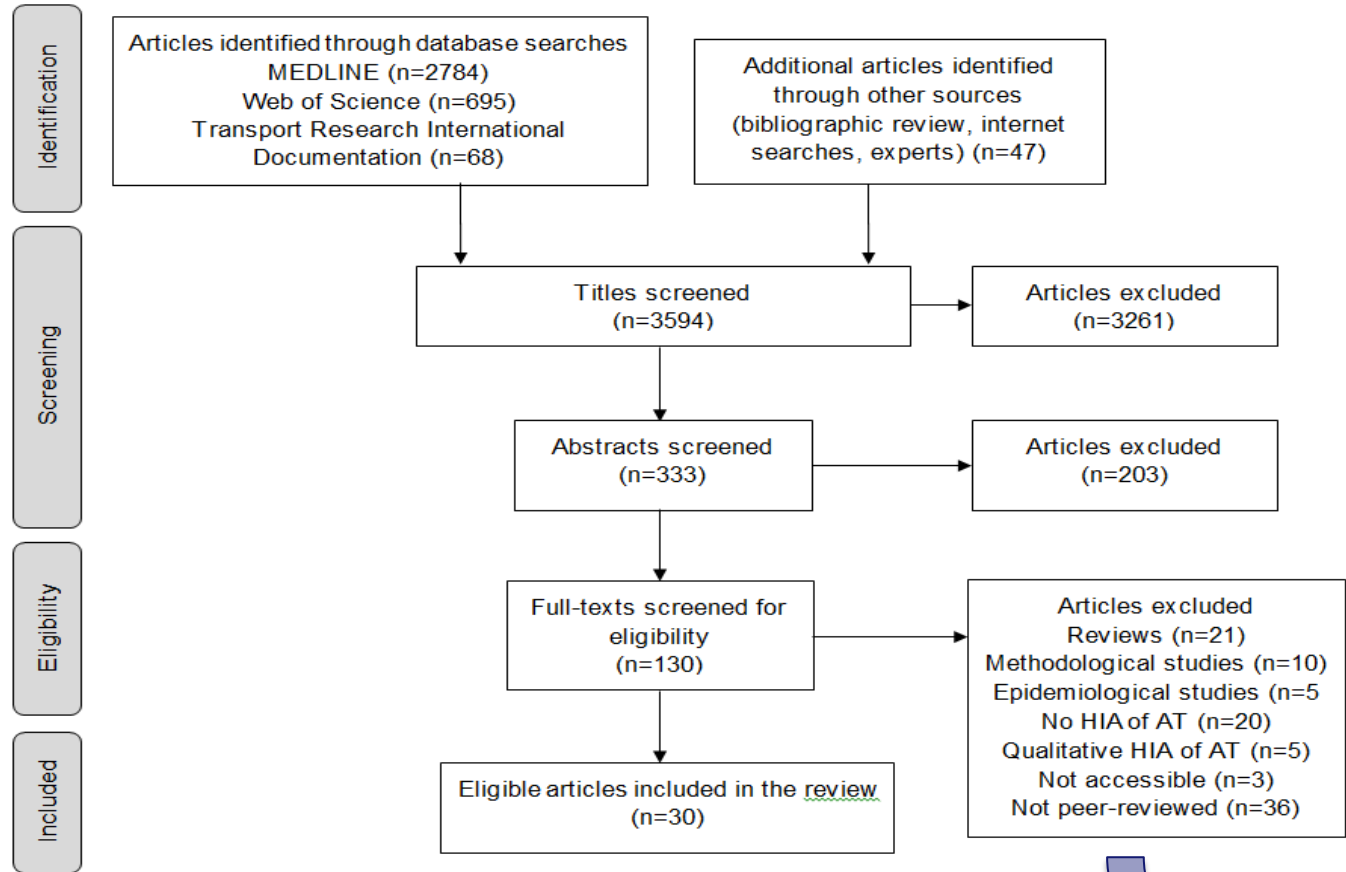 Identification
Articles identified through database searches
MEDLINE (n=2784)
Web of Science (n=695)
Transport Research International
Documentation (n=68)
Additional articles identified
through other sources
(bibliographic review, internet
searches, experts) (n=47)
Screening
Titles screened
(n=3594)
Articles excluded
(n=3261)
Abstracts screened
(n=333)
Articles excluded
(n=203)
Eligibility
Full-texts screened for
eligibility
(n=130)
Articles excluded
Reviews (n=21)
Methodological studies (n=10)
Epidemiological studies (n=5
No HIA of AT (n=20)
Qualitative HIA of AT (n=5)
Not accessible (n=3)
Not peer-reviewed (n=36)
Included
Eligible articles included in the review
(n=30)